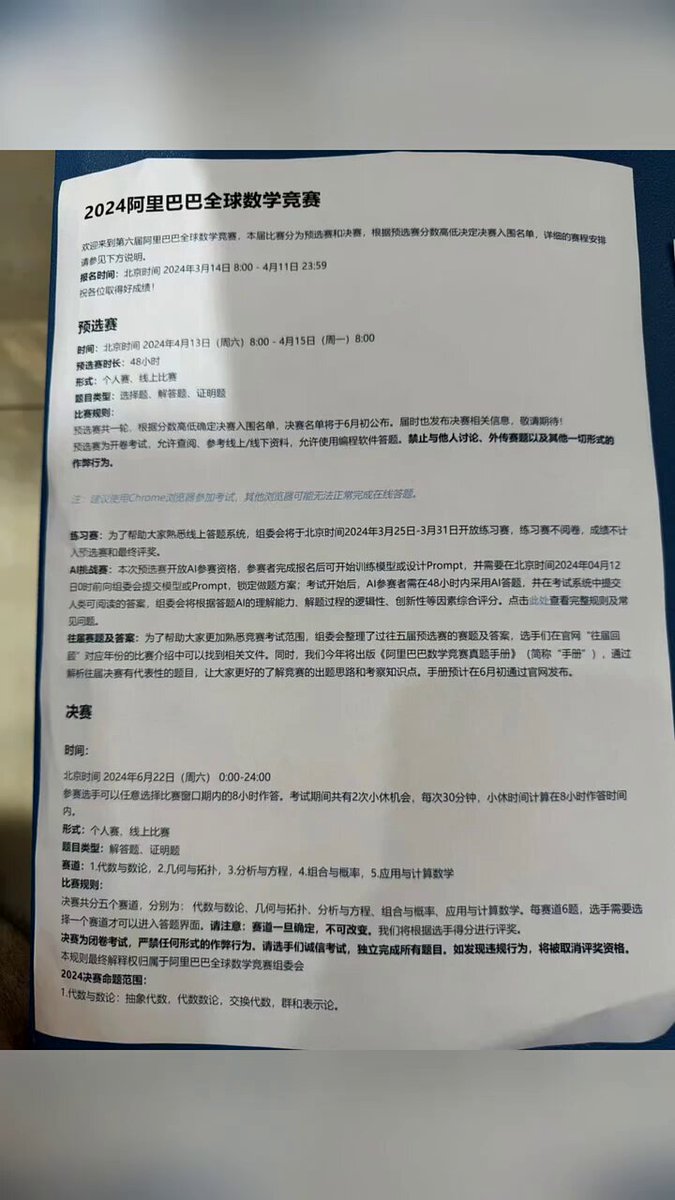 2024阿里巴巴全球数学竞赛
欢迎来到第六届阿里巴巴全球数学竞赛，本届比赛分为预选赛和决赛，根据预选赛分数高低决定决赛入围名单，详细的赛程安排
请参见下方说明。
报名时间：北京时间 2024年3月14日 8:00 - 4月11日 23:59
祝各位取得好成绩！
预选赛
时间：北京时间 2024年4月13日（周六）8:00 - 4月15日（周一）8:00
预选赛时长：48小时
形式：个人赛、线上比赛
题目类型：选择题、解答题、证明题
比赛规则：
预选赛共一轮，根据分数高低确定决赛入围名单，决赛名单将于6月初公布。届时也发布决赛相关信息，敬请期待!
预选赛为开卷考试，允许查阅、参考线上/线下资料，允许使用编程软件答题。禁止与他人讨论、外传赛题以及其他一切形式的
作弊行为。
注：建议使用Chrome浏览器参加考试，其他浏览器可能无法正常完成在线答题。
练习赛：为了帮助大家熟悉线上答题系统，组委会将于北京时间2024年3月25日-3月31日开放练习赛，练习赛不阅卷，成绩不计
入预选赛和最终评奖。
AI挑战赛：本次预选赛开放AI参赛资格，参赛者完成报名后可开始训练模型或设计Prompt，并需要在北京时间2024年04月12
日0时前向组委会提交模型或Prompt，锁定做题方案；考试开始后，AI参赛者需在48小时内采用AI答题，并在考试系统中提交
人类可阅读的答案，组委会将根据答题AI的理解能力、解题过程的逻辑性、创新性等因素综合评分。点击此处查看完整规则及常
见问题。
往届赛题及答案：为了帮助大家更加熟悉竞赛考试范围，组委会整理了过往五届预选赛的赛题及答案，选手们在官网“往届回
顾”对应年份的比赛介绍中可以找到相关文件。同时，我们今年将出版《阿里巴巴数学竞赛真题手册》（简称“手册”），通过
解析往届决赛有代表性的题目，让大家更好的了解竞赛的出题思路和考察知识点。手册预计在6月初通过官网发布。
决赛
时间：
北京时间 2024年6月22日（周六） 0:00-24:00
参赛选手可以任意选择比赛窗口期内的8小时作答。考试期间共有2次小休机会，每次30分钟，小休时间计算在8小时作答时间
内。
形式：个人赛、线上比赛
题目类型：解答题、证明题
赛道：1.代数与数论，2.几何与拓扑，3.分析与方程，4.组合与概率，5.应用与计算数学
比赛规则：
决赛共分五个赛道，分别为： 代数与数论、几何与拓扑、分析与方程、组合与概率、应用与计算数学。每赛道6题，选手需要选
择一个赛道才可以进入答题界面。请注意：赛道一旦确定，不可改变。我们将根据选手得分进行评奖。
决赛为闭卷考试，严禁任何形式的作弊行为。请选手们诚信考试，独立完成所有题目。如发现违规行为，将被取消评奖资格。
本规则最终解释权归属于阿里巴巴全球数学竞赛组委会
2024决赛命题范围：
1.代数与数论：抽象代数，代数数论，交换代数，群和表示论。